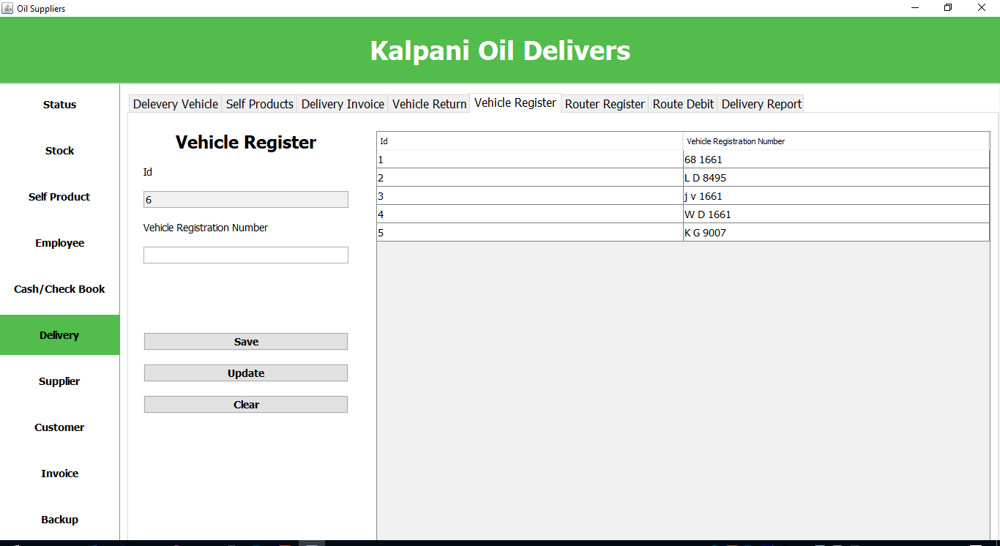 Oil Suppliers
Kalpani Oil Delivers
Status
Stock
Self Product
Employee
Cash/Check Book
Delivery
Supplier
Customer
Invoice
Backup
Delevery Vehicle Self Products Delivery Invoice Vehicle Return Vehicle Register Router Register Route Debit Delivery Report
Vehicle Register
Id
6
Vehicle Registration Number
Save
Update
Clear
Id Vehicle Registration Number
1 68 1661
2 L D 8495
3 j v 1661
4 W D 1661
5 K G 9007